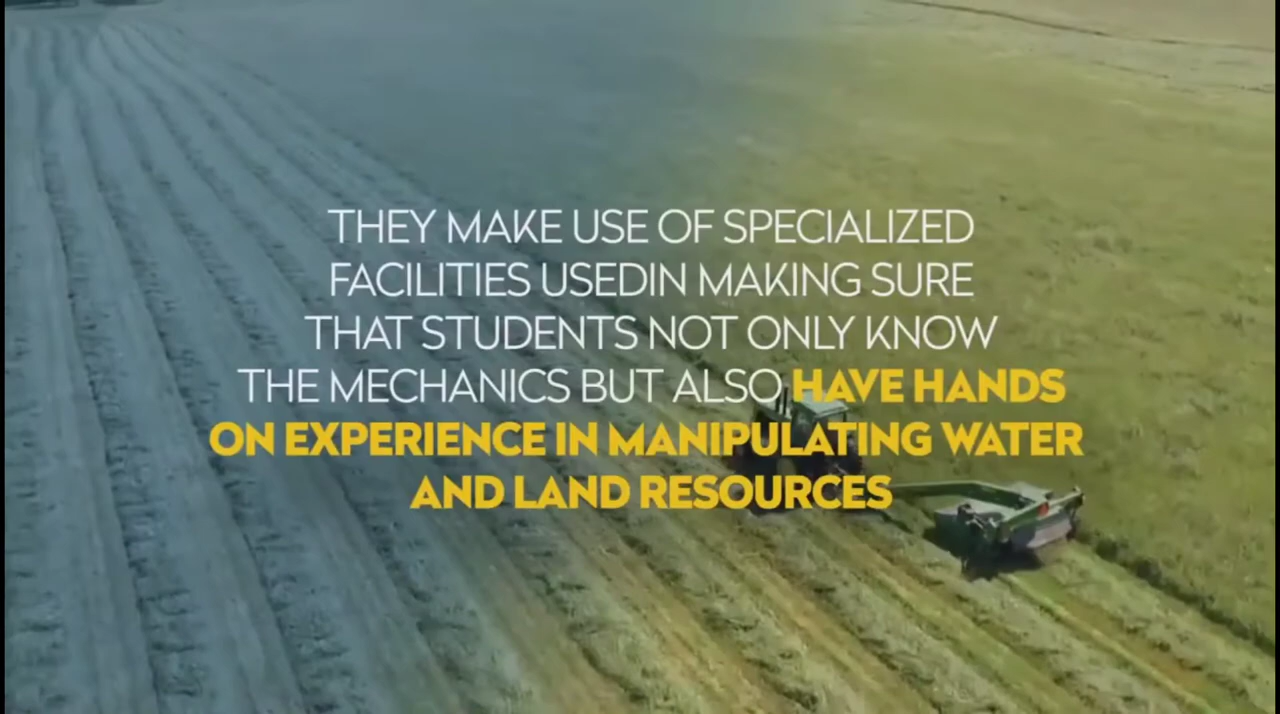 THEY MAKE USE OF SPECIALIZED
FACILITIES USEDIN MAKING SURE
THAT STUDENTS NOT ONLY KNOW
THE MECHANICS BUT ALSO HAVE HANDS
ON EXPERIENCE IN MANIPULATING WATER
AND LAND RESOURCES